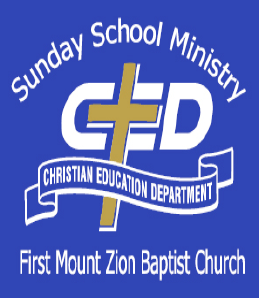 Sunday School Ministry
CED
CHRISTIAN EDUCATION DEPARTMENT
First Mount Zion Baptist Church